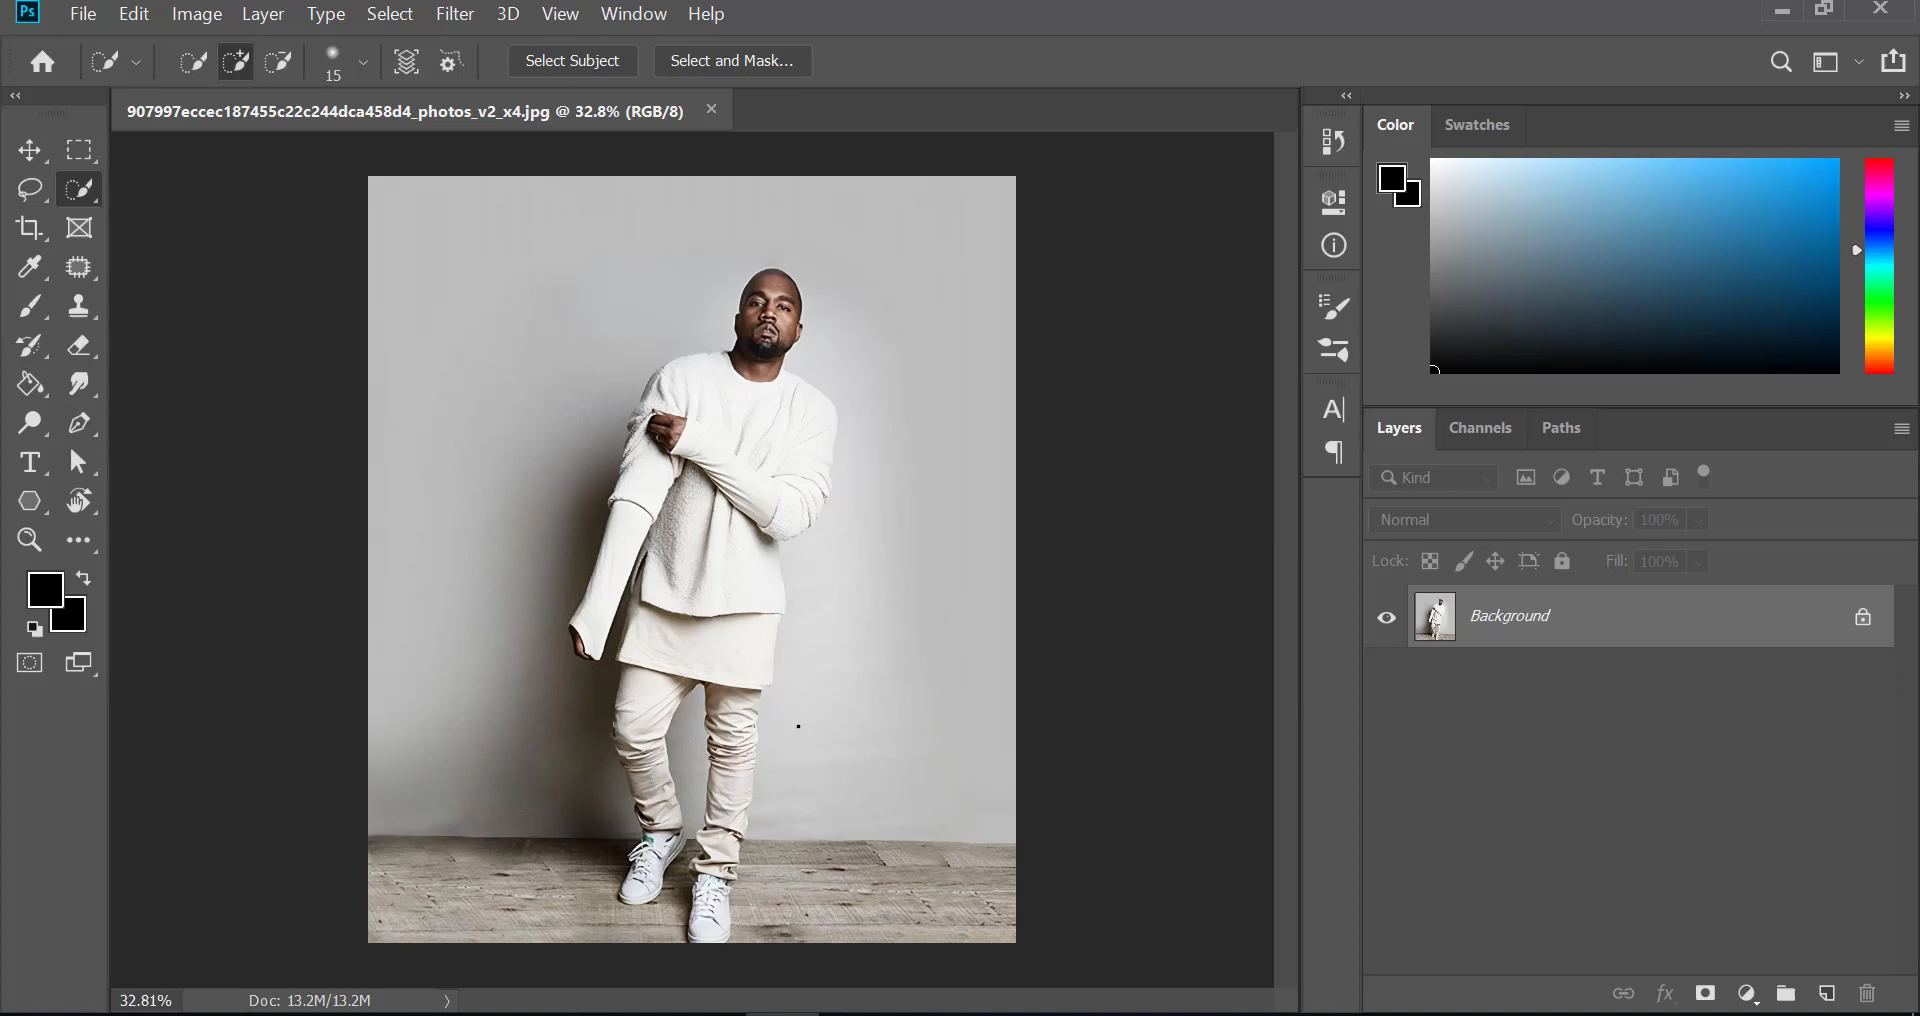 Ps File Edit Image Layer Type Select Filter 3D View Window Help
15 Select Subject Select and Mask...
907997eccec187455c22c244dca458d4_photos_v2_x4.jpg @ 32.8% (RGB/8)
Color Swatches
Layers Channels Paths
Kind
Normal Opacity: 100%
Lock: Fill: 100%
Background
fx
32.81% Doc: 13.2M/13.2M